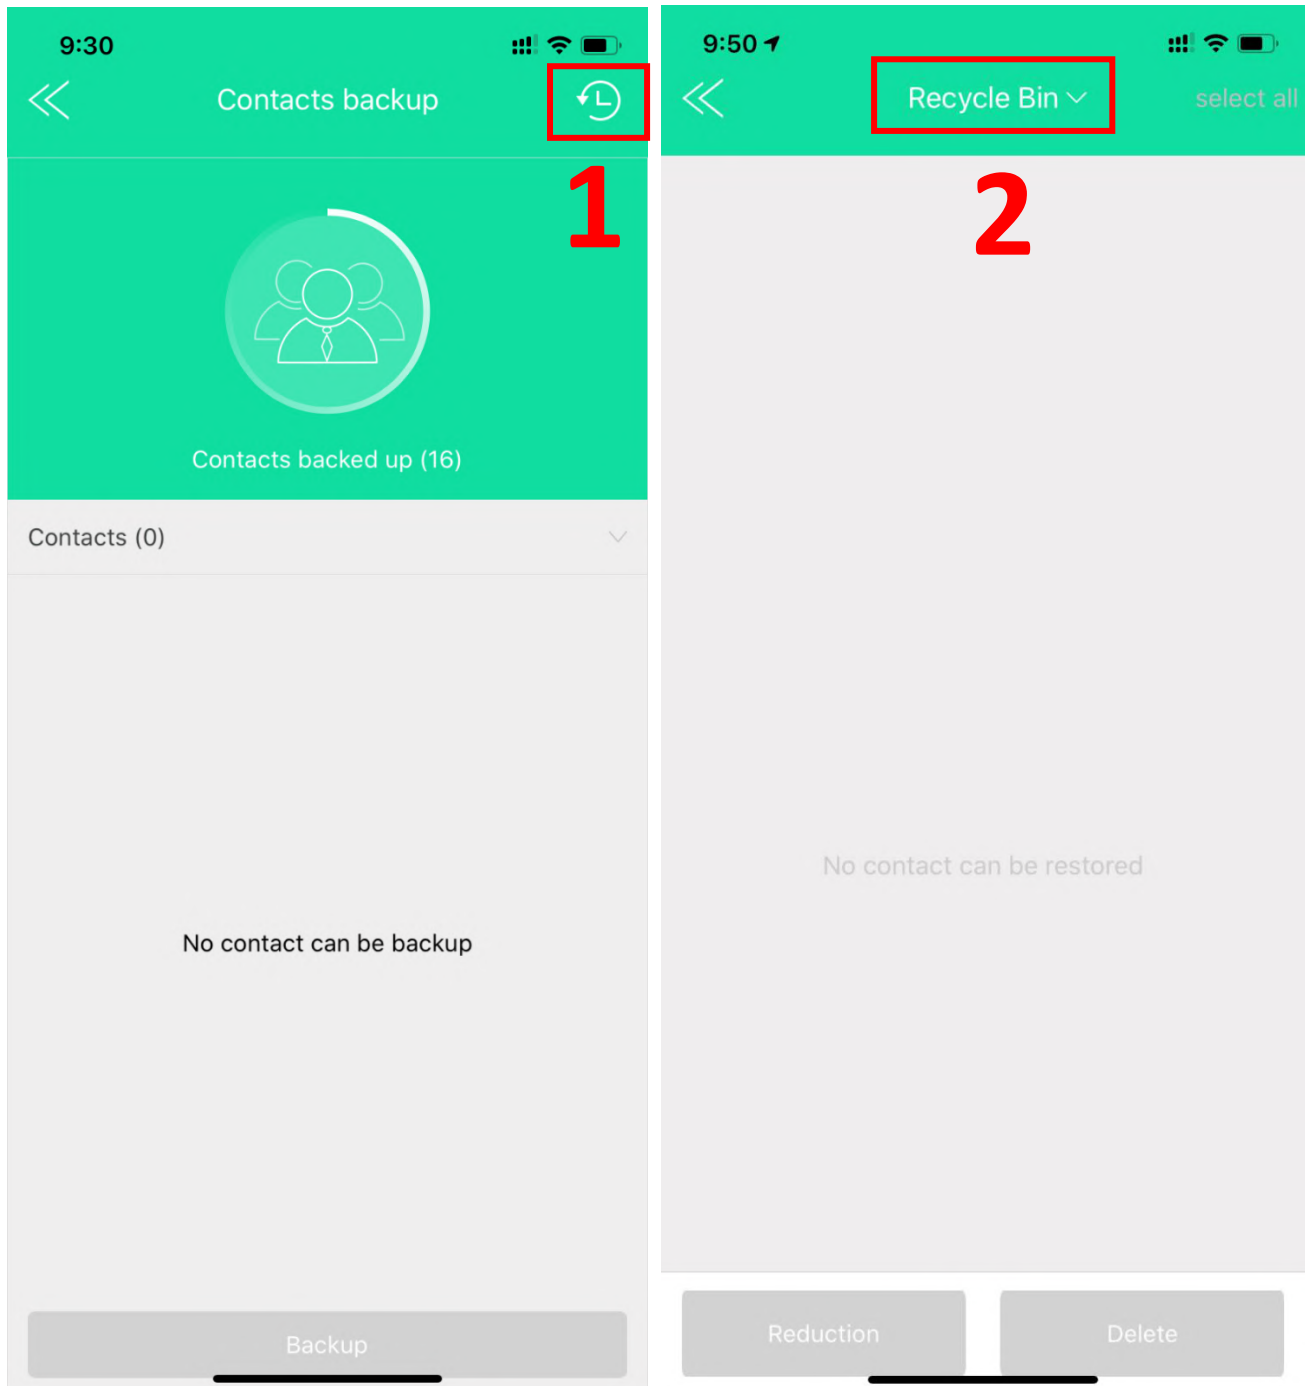 9:30
Contacts backup
1
Contacts backed up (16)
Contacts (0)
No contact can be backup
Backup
9:50
Recycle Bin
select all
2
No contact can be restored
Reduction
Delete